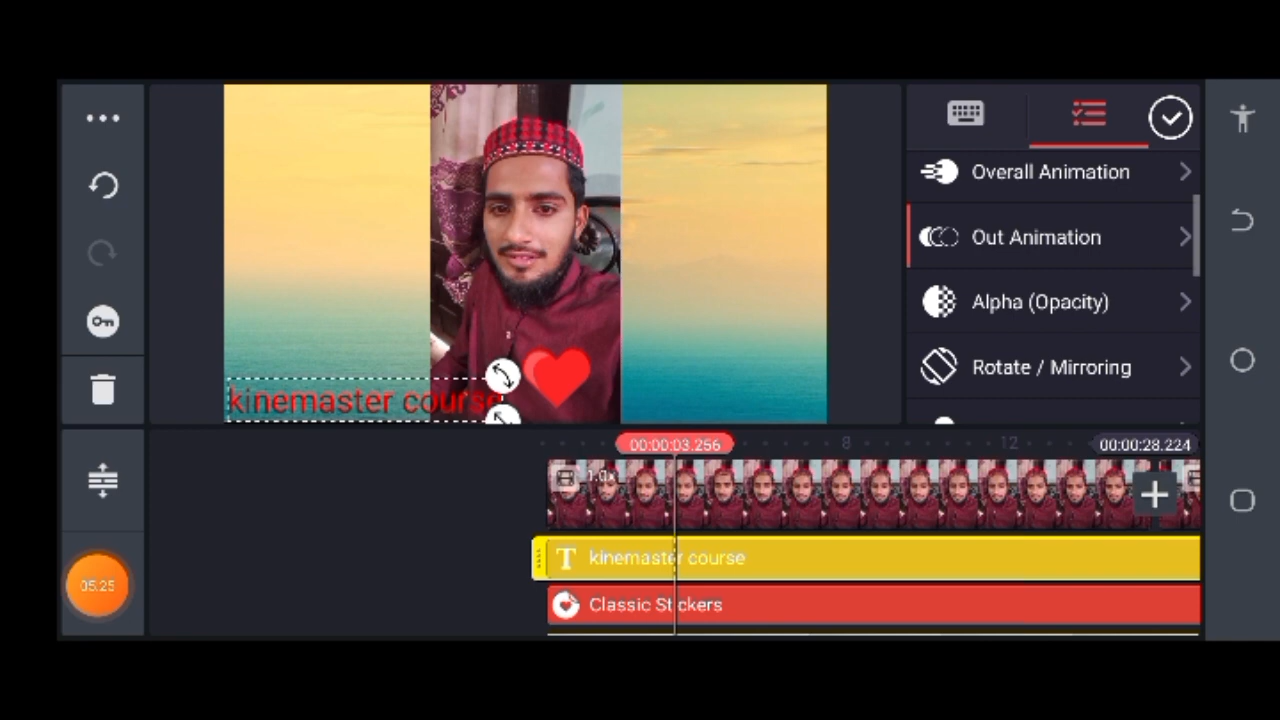 Overall Animation
Out Animation
Alpha (Opacity)
Rotate / Mirroring
kinemaster course
00:00:03.256
8
12
00:00:28.224
1.0x
T kinemaster course
Classic Stickers
05:25